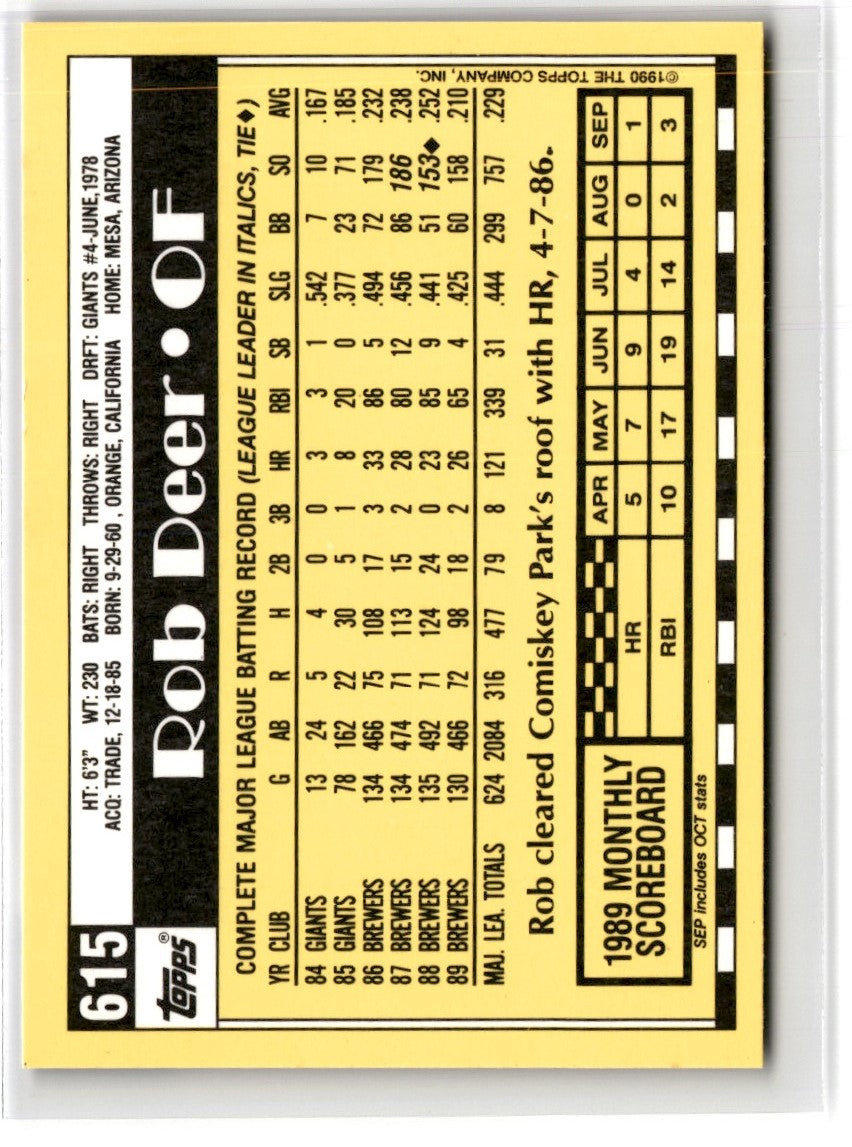 615
HT: 6'3" WT: 230 BATS: RIGHT THROWS: RIGHT DRFT: GIANTS #4-JUNE,1978
ACQ: TRADE, 12-18-85 BORN: 9-29-60 , ORANGE, CALIFORNIA HOME: MESA, ARIZONA
topps®
Rob Deer • OF
COMPLETE MAJOR LEAGUE BATTING RECORD (LEAGUE LEADER IN ITALICS, TIE◆)
YR CLUB G AB R H 2B 3B HR RBI SB SLG BB SO AVG
84 GIANTS 13 24 5 4 0 0 3 3 1 .542 7 10 .167
85 GIANTS 78 162 22 30 5 1 8 20 0 .377 23 71 .185
86 BREWERS 134 466 75 108 17 3 33 86 5 .494 72 179 .232
87 BREWERS 134 474 71 113 15 2 28 80 12 .456 86 186 .238
88 BREWERS 135 492 71 124 24 0 23 85 9 .441 51 153◆ .252
89 BREWERS 130 466 72 98 18 2 26 65 4 .425 60 158 .210
MAJ. LEA. TOTALS 624 2084 316 477 79 8 121 339 31 .444 299 757 .229
Rob cleared Comiskey Park's roof with HR, 4-7-86.
1989 MONTHLY
SCOREBOARD
APR MAY JUN JUL AUG SEP
HR 5 7 9 4 0 1
RBI 10 17 19 14 2 3
SEP includes OCT stats
©1990 THE TOPPS COMPANY, INC.